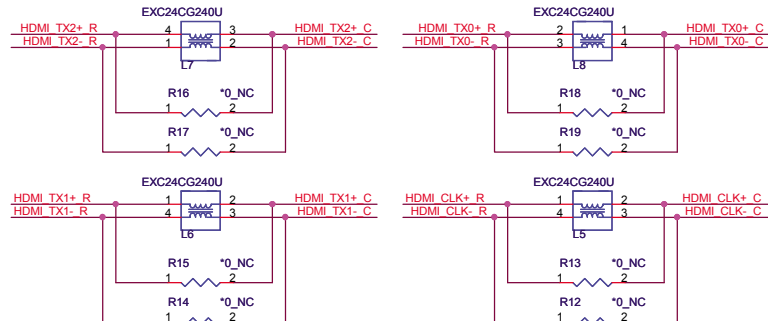 EXC24CG240U EXC24CG240U
HDMI_TX2+_R 4 3 HDMI_TX2+_C HDMI_TX0+_R 2 1 HDMI_TX0+_C
HDMI_TX2-_R 1 2 HDMI_TX2-_C HDMI_TX0-_R 3 4 HDMI_TX0-_C
L7 L8
R16 *0_NC R18 *0_NC
1 2 1 2
R17 *0_NC R19 *0_NC
1 2 1 2
EXC24CG240U EXC24CG240U
HDMI_TX1+_R 1 2 HDMI_TX1+_C HDMI_CLK+_R 1 2 HDMI_CLK+_C
HDMI_TX1-_R 4 3 HDMI_TX1-_C HDMI_CLK-_R 4 3 HDMI_CLK-_C
L6 L5
R15 *0_NC R13 *0_NC
1 2 1 2
R14 *0_NC R12 *0_NC
1 2 1 2